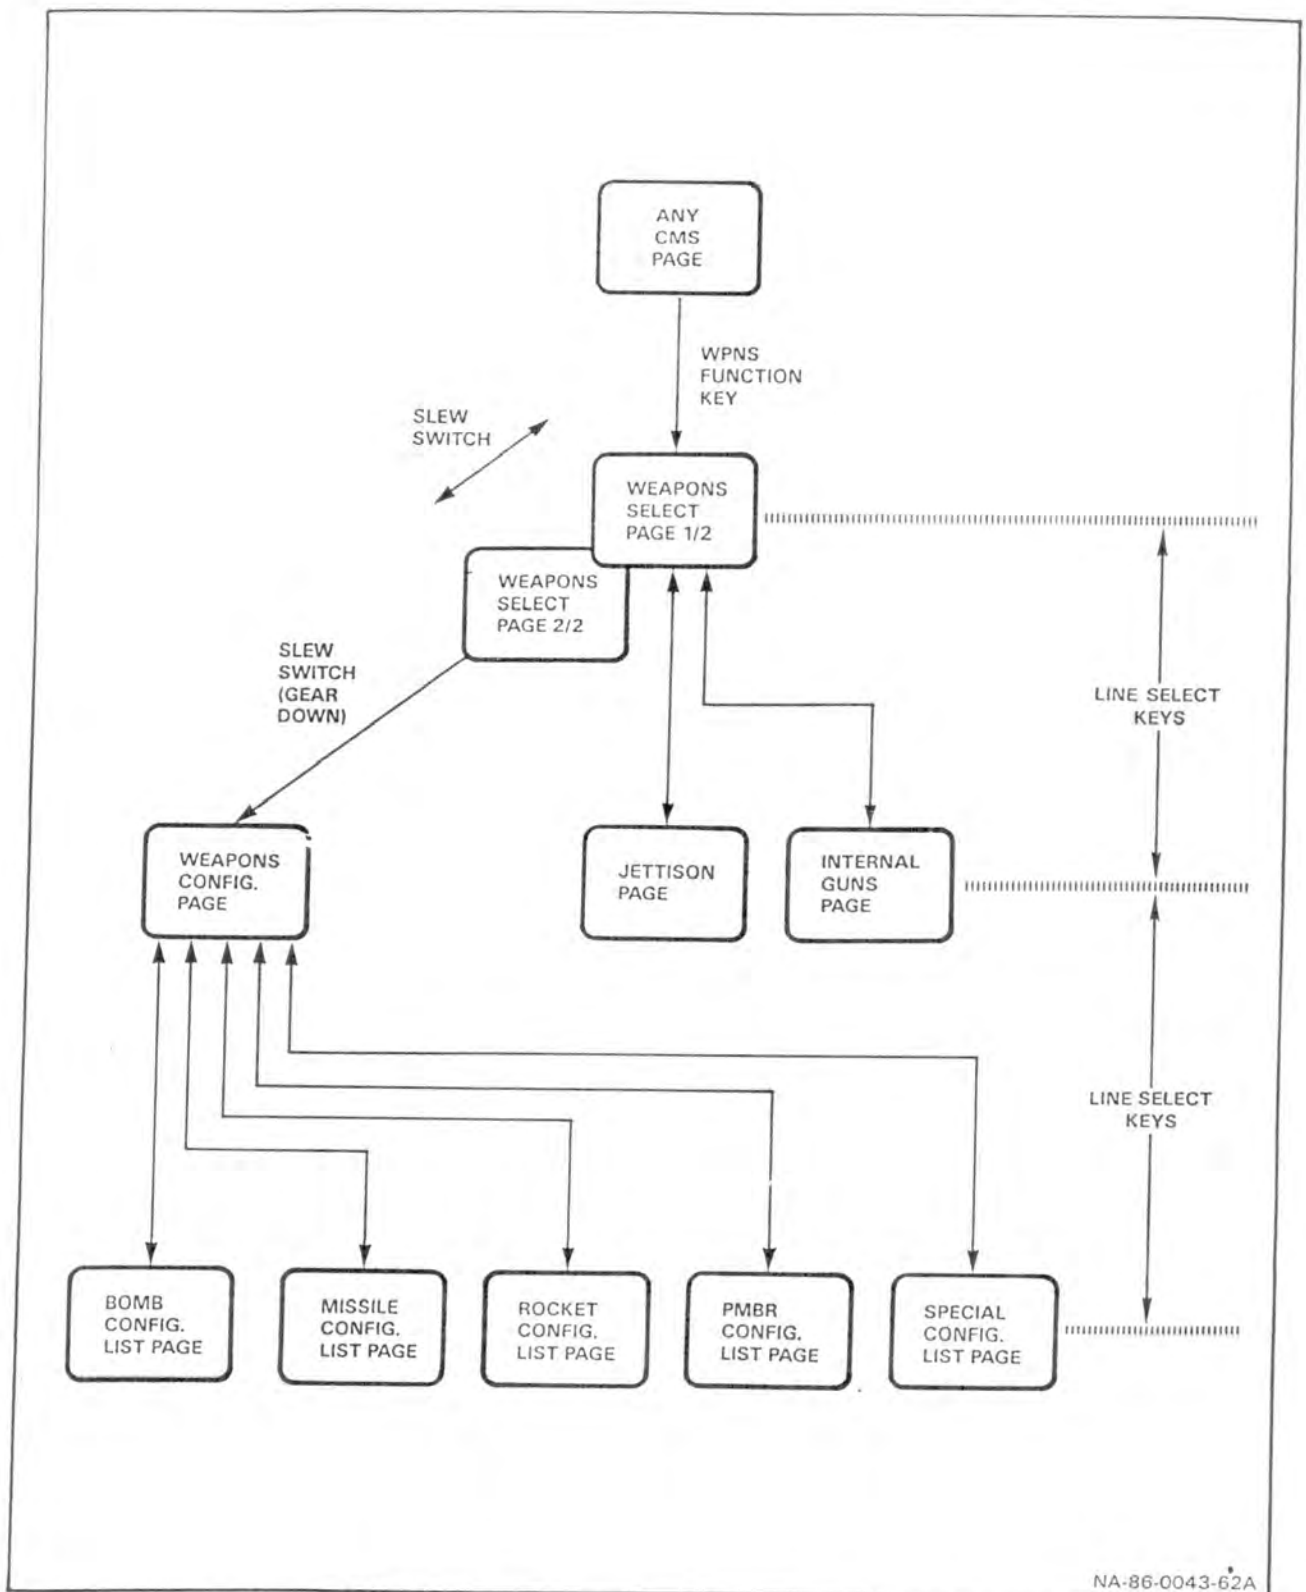 ANY
CMS
PAGE
WPNS
FUNCTION
KEY
SLEW
SWITCH
WEAPONS
SELECT
PAGE 1/2
WEAPONS
SELECT
PAGE 2/2
SLEW
SWITCH
(GEAR
DOWN)
LINE SELECT
KEYS
WEAPONS
CONFIG.
PAGE
JETTISON
PAGE
INTERNAL
GUNS
PAGE
LINE SELECT
KEYS
BOMB
CONFIG.
LIST PAGE
MISSILE
CONFIG.
LIST PAGE
ROCKET
CONFIG.
LIST PAGE
PMBR
CONFIG.
LIST PAGE
SPECIAL
CONFIG.
LIST PAGE
NA-86-0043-62A